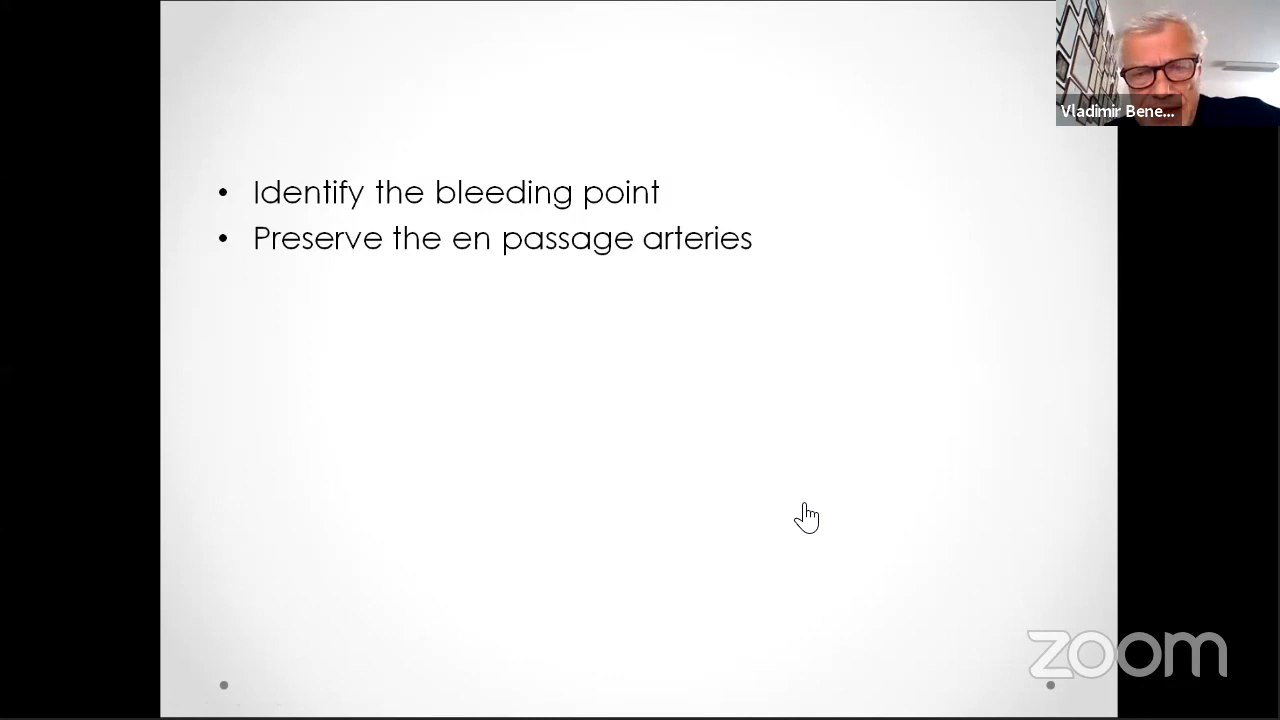 Vladimir Bene...
• Identify the bleeding point
• Preserve the en passage arteries
zoom